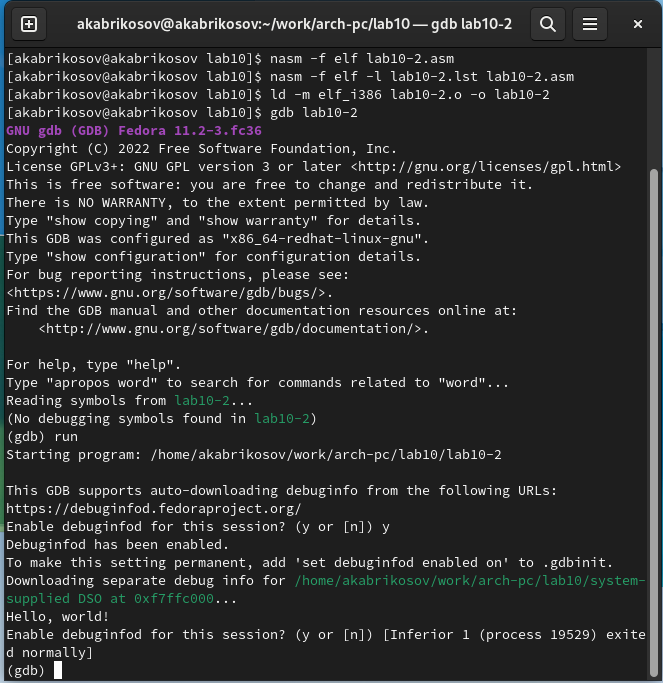 akabrikosov@akabrikosov:~/work/arch-pc/lab10 — gdb lab10-2
[akabrikosov@akabrikosov lab10]$ nasm -f elf lab10-2.asm
[akabrikosov@akabrikosov lab10]$ nasm -f elf -l lab10-2.lst lab10-2.asm
[akabrikosov@akabrikosov lab10]$ ld -m elf_i386 lab10-2.o -o lab10-2
[akabrikosov@akabrikosov lab10]$ gdb lab10-2
GNU gdb (GDB) Fedora 11.2-3.fc36
Copyright (C) 2022 Free Software Foundation, Inc.
License GPLv3+: GNU GPL version 3 or later <http://gnu.org/licenses/gpl.html>
This is free software: you are free to change and redistribute it.
There is NO WARRANTY, to the extent permitted by law.
Type "show copying" and "show warranty" for details.
This GDB was configured as "x86_64-redhat-linux-gnu".
Type "show configuration" for configuration details.
For bug reporting instructions, please see:
<https://www.gnu.org/software/gdb/bugs/>.
Find the GDB manual and other documentation resources online at:
    <http://www.gnu.org/software/gdb/documentation/>.

For help, type "help".
Type "apropos word" to search for commands related to "word"...
Reading symbols from lab10-2...
(No debugging symbols found in lab10-2)
(gdb) run
Starting program: /home/akabrikosov/work/arch-pc/lab10/lab10-2

This GDB supports auto-downloading debuginfo from the following URLs:
https://debuginfod.fedoraproject.org/
Enable debuginfod for this session? (y or [n]) y
Debuginfod has been enabled.
To make this setting permanent, add 'set debuginfod enabled on' to .gdbinit.
Downloading separate debug info for /home/akabrikosov/work/arch-pc/lab10/system-
supplied DSO at 0xf7ffc000...
Hello, world!
Enable debuginfod for this session? (y or [n]) [Inferior 1 (process 19529) exite
d normally]
(gdb)